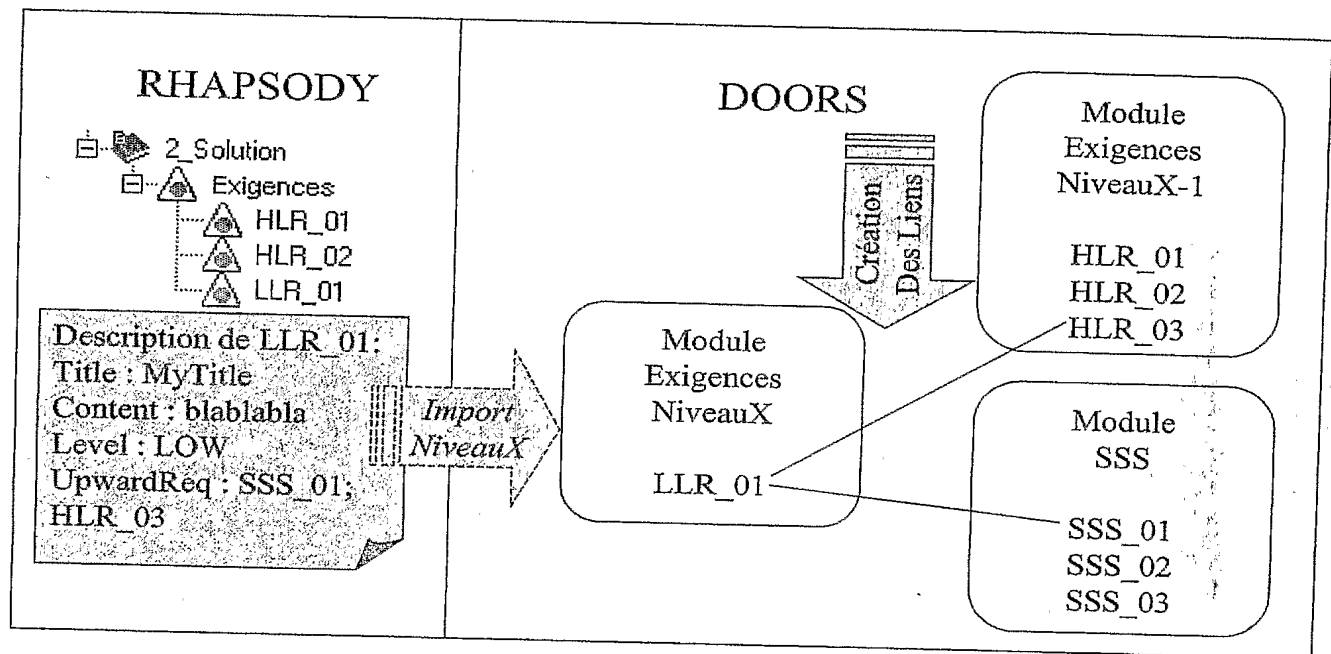 RHAPSODY
2_Solution
Exigences
HLR_01
HLR_02
LLR_01
Description de LLR_01:
Title : MyTitle
Content : blablabla
Level : LOW
UpwardReq : SSS_01;
HLR_03
Import
NiveauX
DOORS
Création
Des Liens
Module
Exigences
NiveauX
LLR_01
Module
Exigences
NiveauX-1
HLR_01
HLR_02
HLR_03
Module
SSS
SSS_01
SSS_02
SSS_03